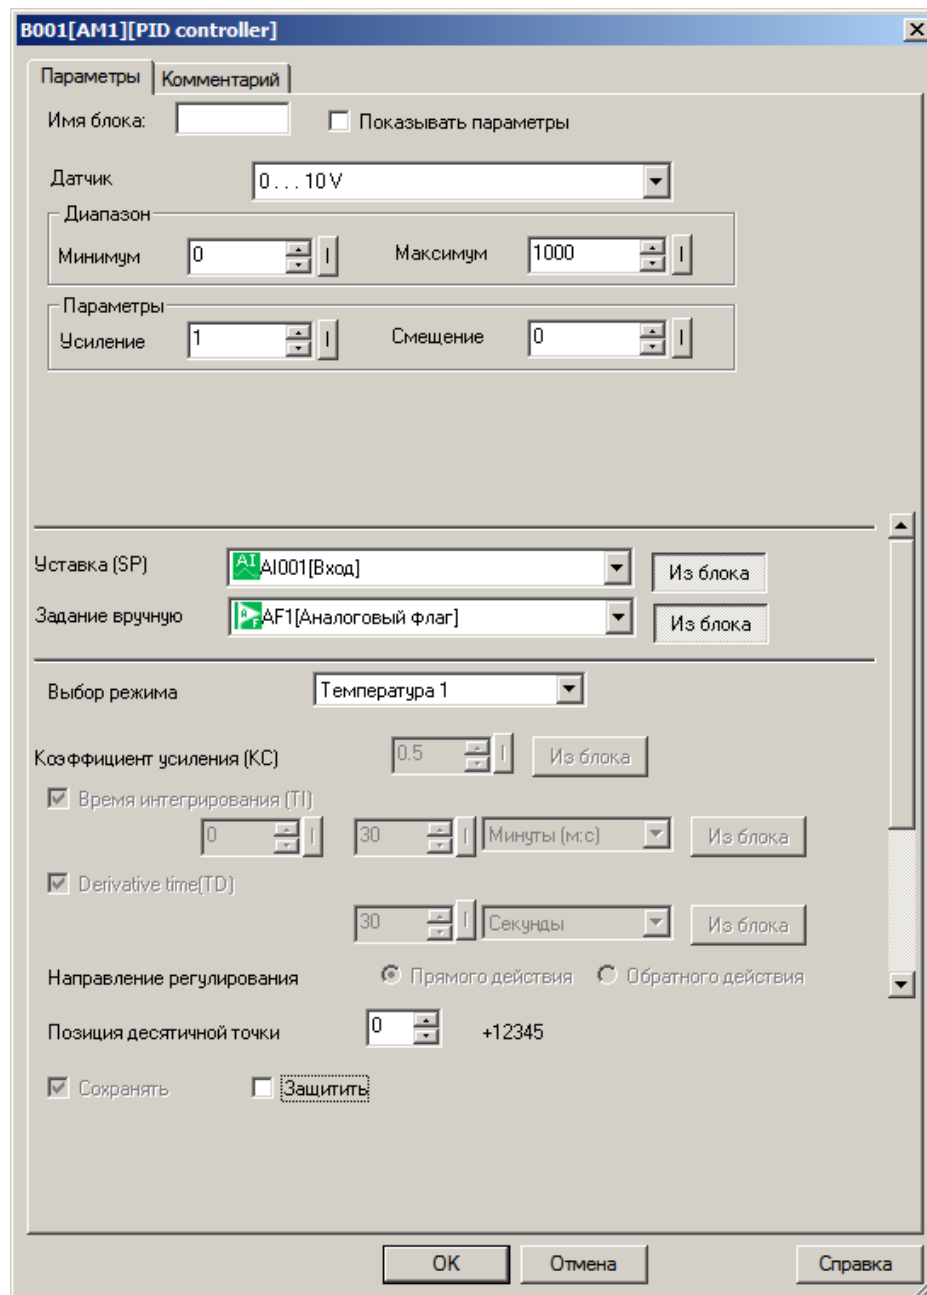 B001[AM1][PID controller]
Параметры Комментарий
Имя блока: Показывать параметры
Датчик 0 . . . 10 V
Диапазон
Минимум 0 Максимум 1000
Параметры
Усиление 1 Смещение 0
Уставка (SP) AI AI001[Вход] Из блока
Задание вручную A F AF1[Аналоговый флаг] Из блока
Выбор режима Температура 1
Коэффициент усиления (KC) 0.5 Из блока
Время интегрирования (TI)
0 30 Минуты (м:с) Из блока
Derivative time(TD)
30 Секунды Из блока
Направление регулирования Прямого действия Обратного действия
Позиция десятичной точки 0 +12345
Сохранять Защитить
OK Отмена Справка